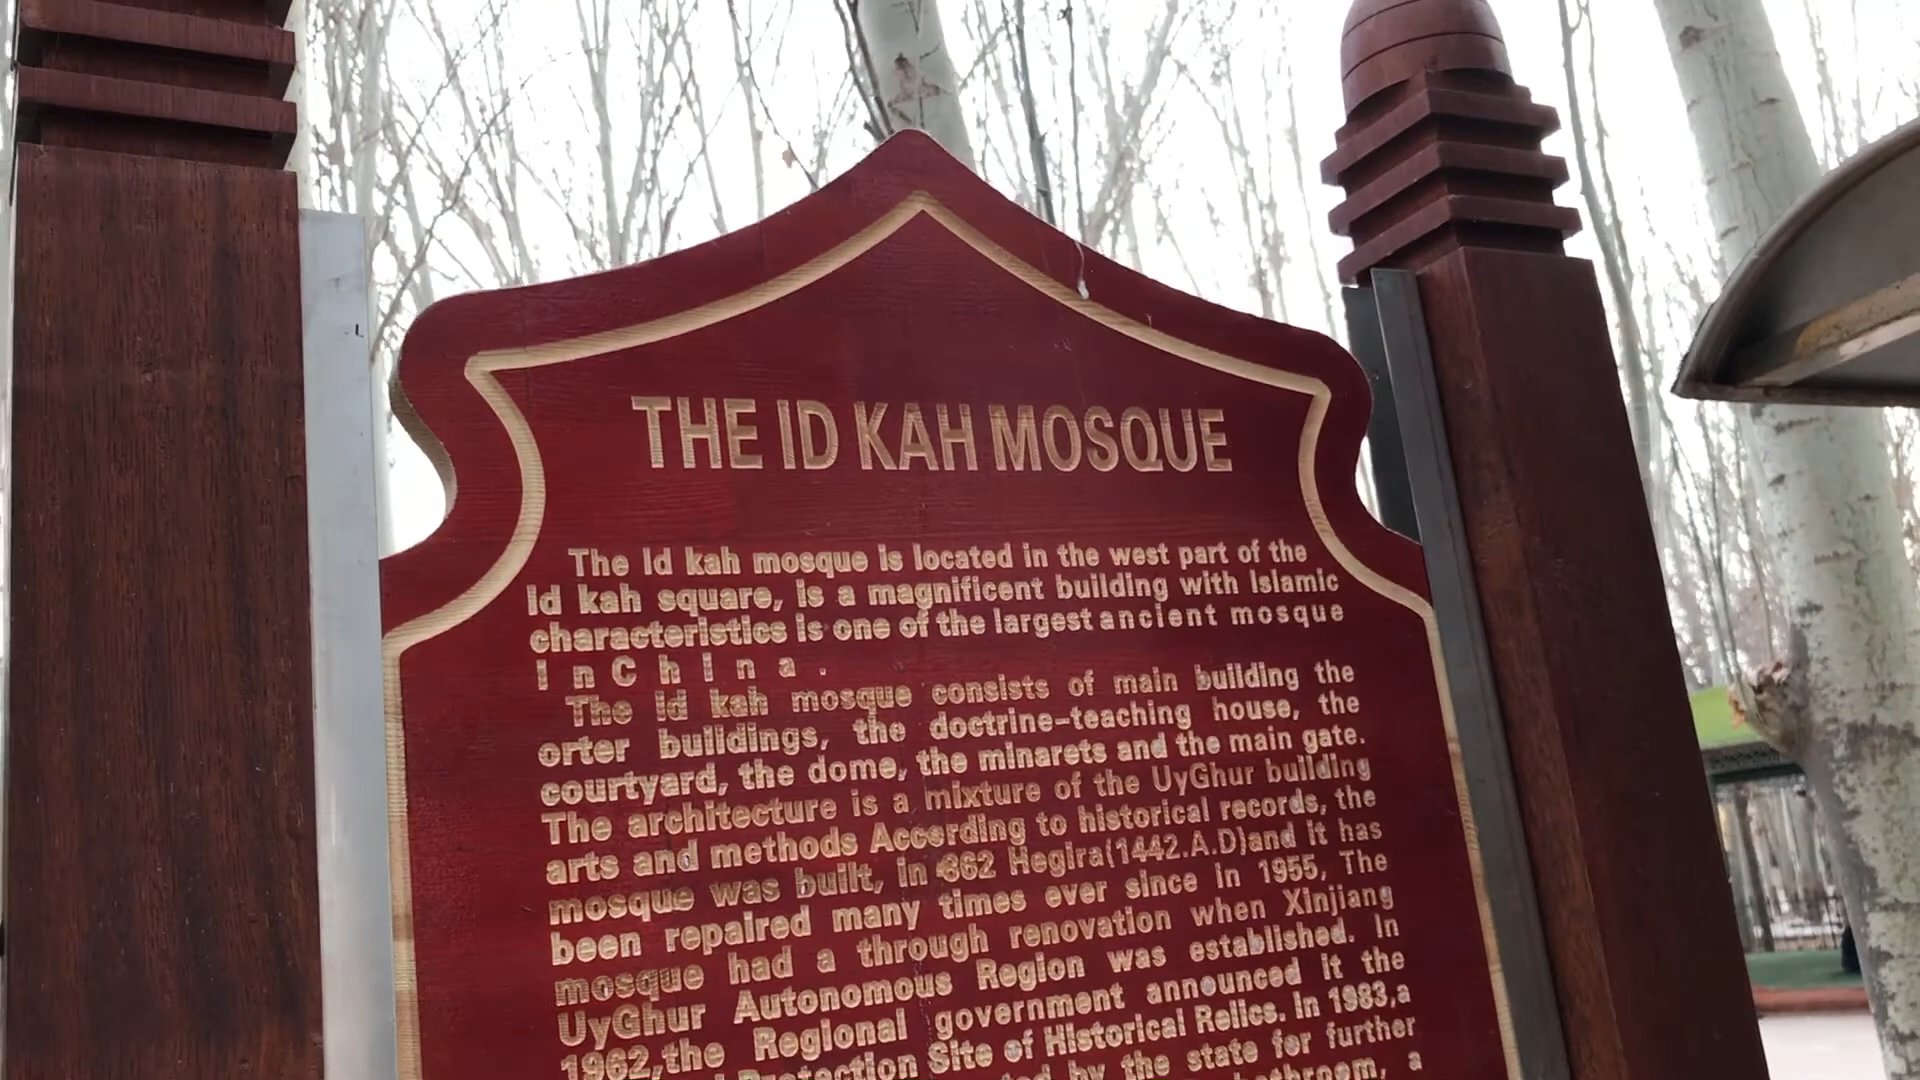 THE ID KAH MOSQUE
The Id kah mosque is located in the west part of the
Id kah square, is a magnificent building with Islamic
characteristics is one of the largest ancient mosque
I n C h i n a .
The id kah mosque consists of main building the
orter buildings, the doctrine-teaching house, the
courtyard, the dome, the minarets and the main gate.
The architecture is a mixture of the UyGhur building
arts and methods According to historical records, the
mosque was built, in 862 Hegira(1442.A.D)and it has
been repaired many times ever since in 1955, The
mosque had a through renovation when Xinjiang
UyGhur Autonomous Region was established. In
1962,the Regional government announced it the
Protection Site of Historical Relics. In 1983,a
by the state for further
a